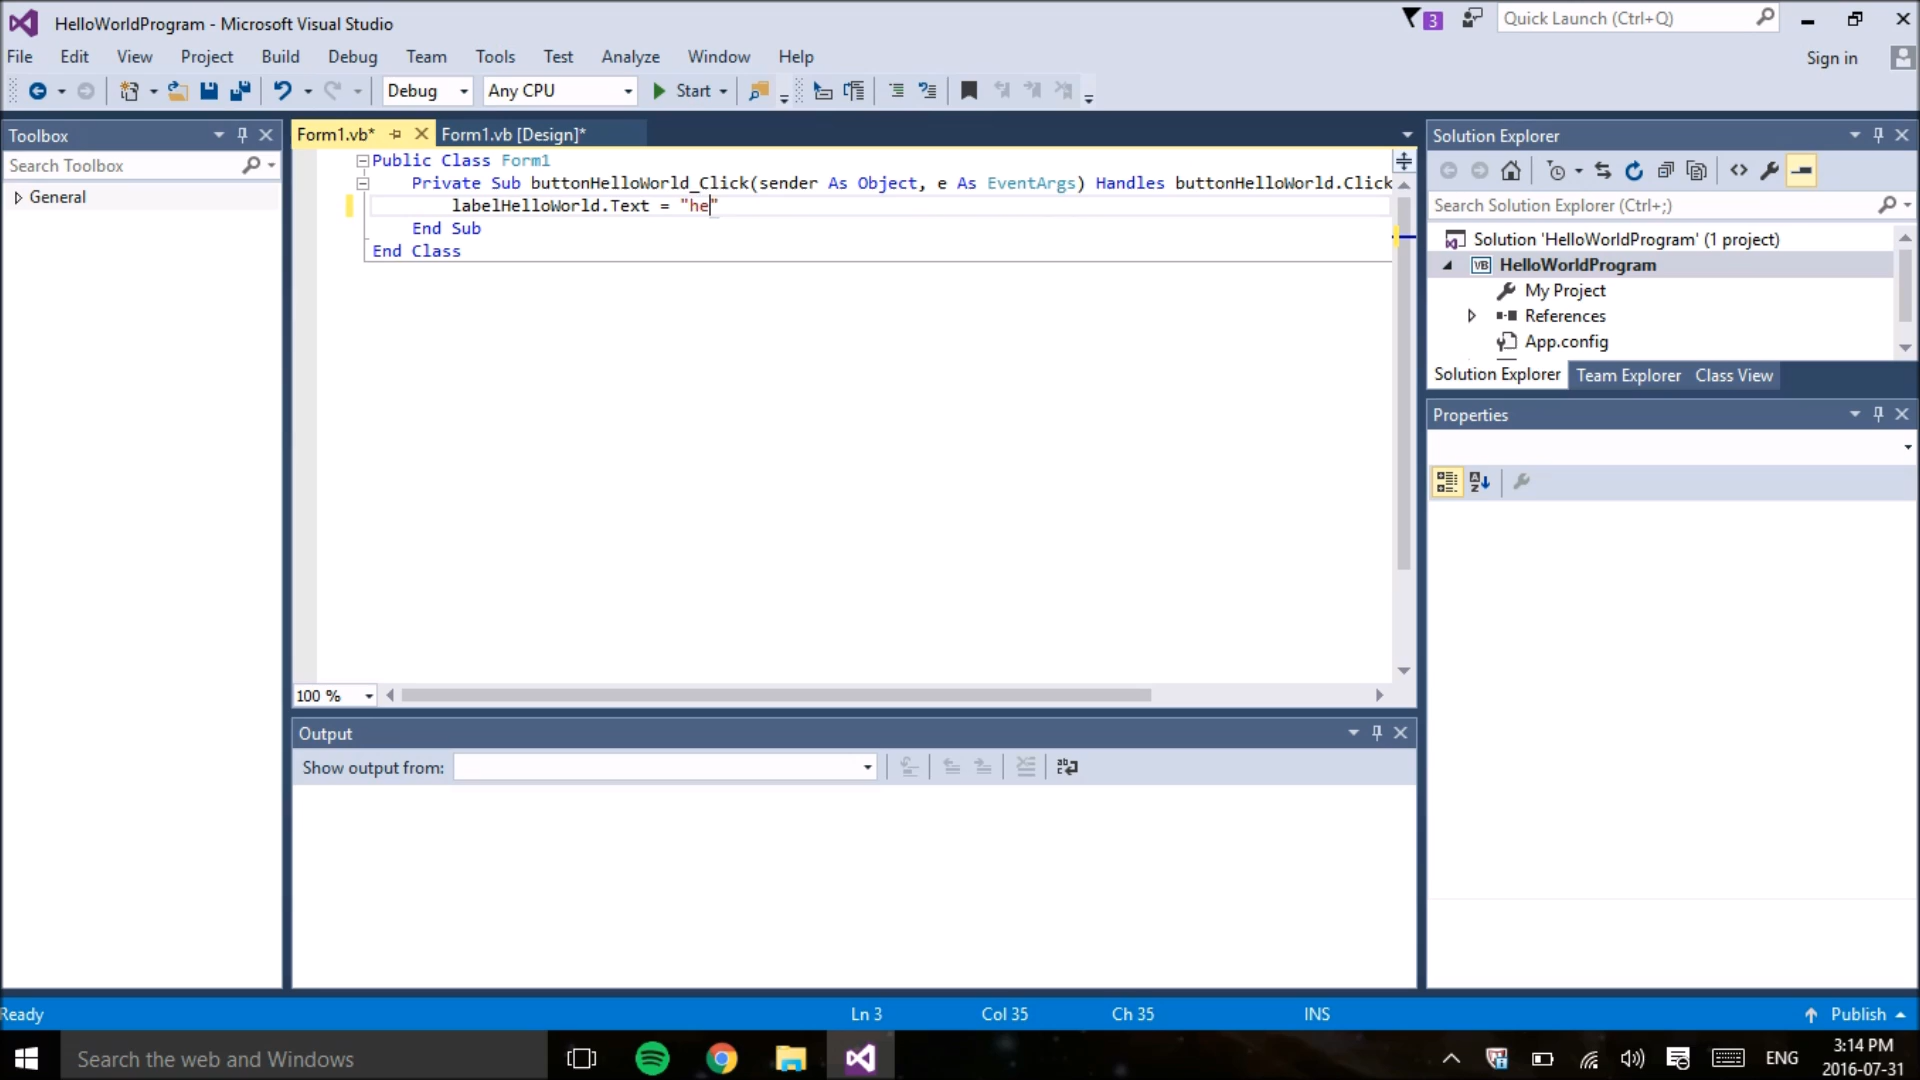 HelloWorldProgram - Microsoft Visual Studio
3
Quick Launch (Ctrl+Q)
File Edit View Project Build Debug Team Tools Test Analyze Window Help
Sign in
Debug Any CPU Start
Toolbox
Search Toolbox
General
Form1.vb* Form1.vb [Design]*
Public Class Form1
Private Sub buttonHelloWorld_Click(sender As Object, e As EventArgs) Handles buttonHelloWorld.Click
labelHelloWorld.Text = "he"
End Sub
End Class
100 %
Solution Explorer
Search Solution Explorer (Ctrl+;)
Solution 'HelloWorldProgram' (1 project)
VB HelloWorldProgram
My Project
References
App.config
Solution Explorer Team Explorer Class View
Properties
Output
Show output from:
Ready Ln 3 Col 35 Ch 35 INS Publish
Search the web and Windows
ENG
3:14 PM
2016-07-31